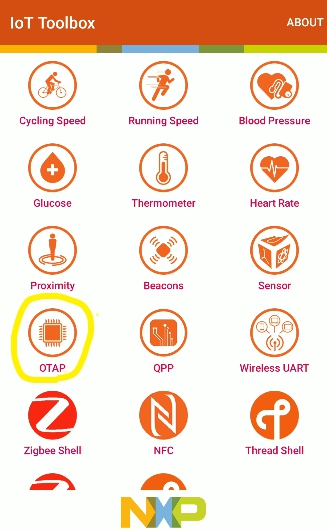 IoT Toolbox
ABOUT
Cycling Speed
Running Speed
Blood Pressure
Glucose
Thermometer
Heart Rate
Proximity
Beacons
Sensor
OTAP
QPP
Wireless UART
Zigbee Shell
NFC
Thread Shell
NXP